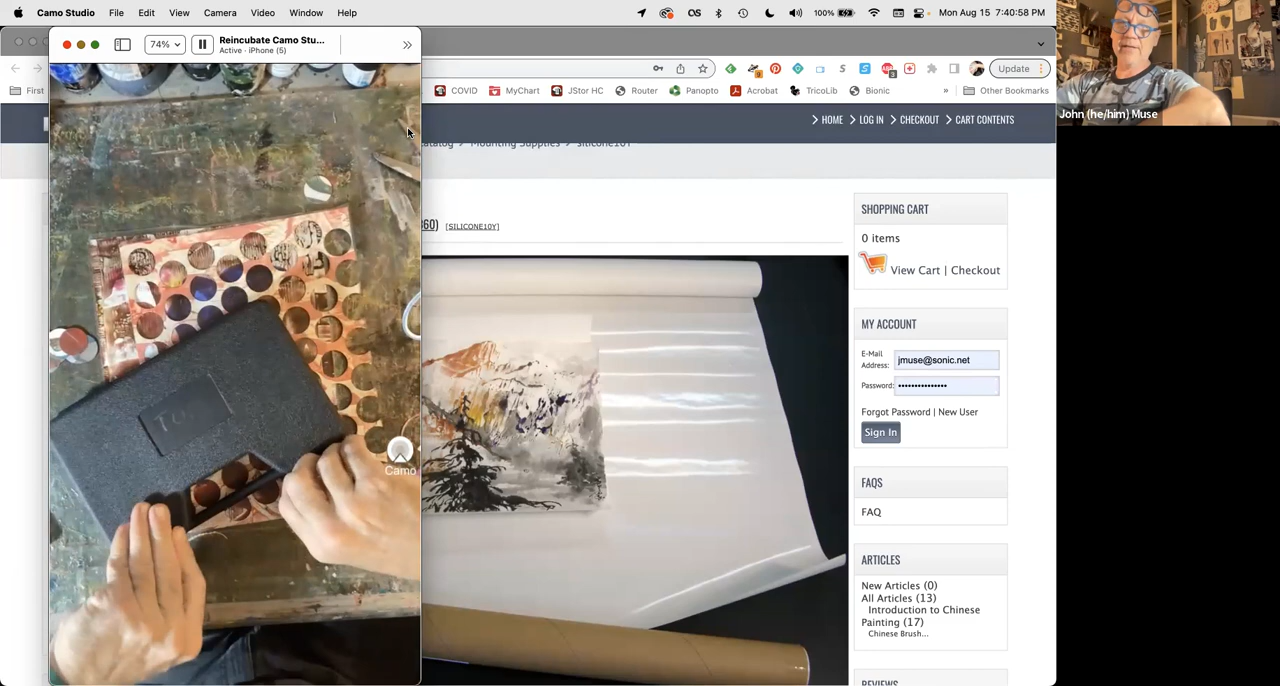 Camo Studio File Edit View Camera Video Window Help
100% Mon Aug 15 7:40:58 PM
74% Reincubate Camo Stu...
Active · iPhone (5)
Update
First COVID MyChart JStor HC Router Panopto Acrobat TricoLib Bionic » Other Bookmarks
HOME LOG IN CHECKOUT CART CONTENTS
Mounting Supplies silicone101
[SILICONE10Y]
Camo
SHOPPING CART
0 items
View Cart | Checkout
MY ACCOUNT
E-Mail
Address: jmuse@sonic.net
Password: •••••••••••••••
Forgot Password | New User
Sign In
FAQS
FAQ
ARTICLES
New Articles (0)
All Articles (13)
Introduction to Chinese
Painting (17)
Chinese Brush...
REVIEWS
John (he/him) Muse